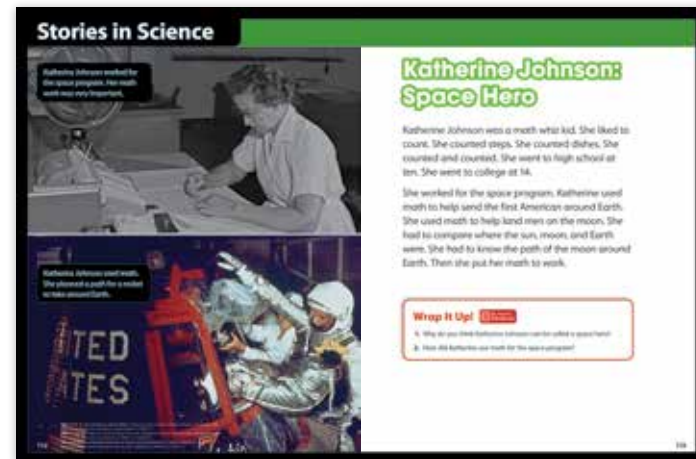 Stories in Science
Katherine Johnson worked for
the space program. Her math
work was very important.
Katherine Johnson used math.
She planned a path for a rocket
to take around Earth.
TED
TES
Katherine Johnson:
Space Hero
Katherine Johnson was a math whiz kid. She liked to
count. She counted steps. She counted dishes. She
counted and counted. She went to high school at
ten. She went to college at 14.
She worked for the space program. Katherine used
math to help send the first American around Earth.
She used math to help land men on the moon. She
had to compare where the sun, moon, and Earth
were. She had to know the path of the moon around
Earth. Then she put her math to work.
Wrap It Up!
1. Why do you think Katherine Johnson can be called a space hero?
2. How did Katherine use math for the space program?